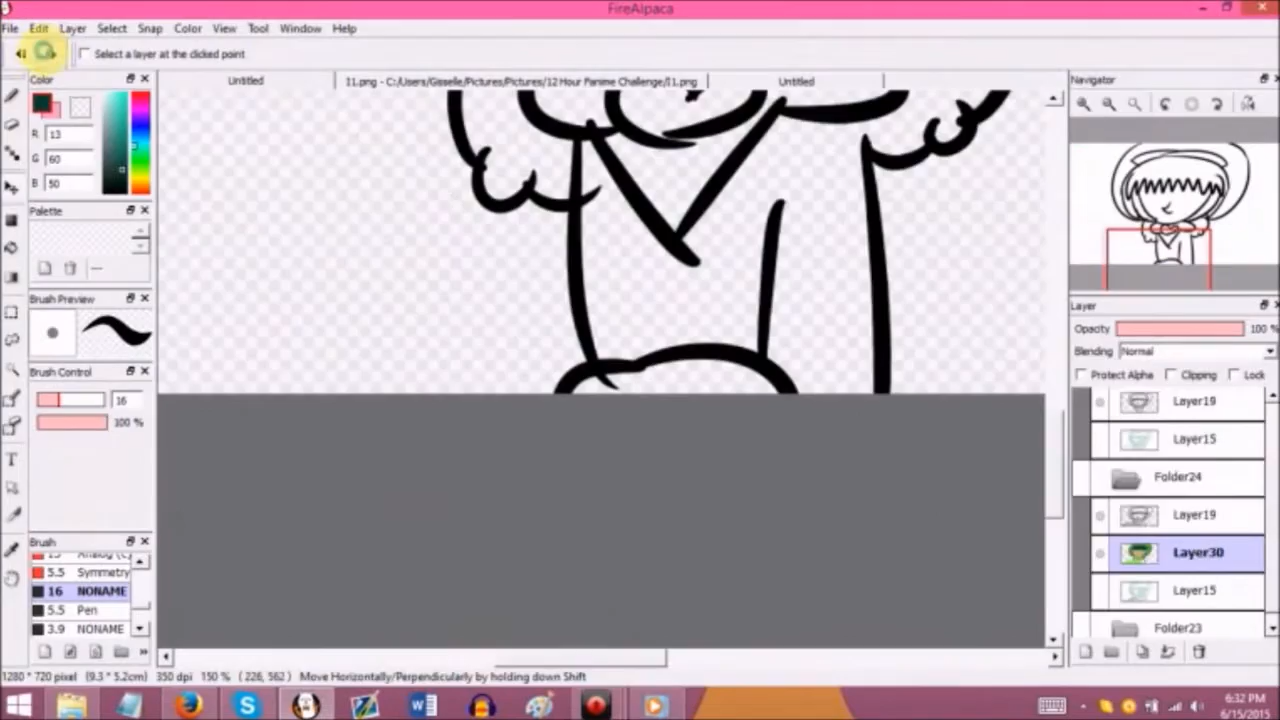 FireAlpaca
File Edit Layer Select Snap Color View Tool Window Help
Select a layer at the clicked point
Untitled
11.png - C:/Users/Gisselle/Pictures/Pictures/12 Hour Panime Challenge/11.png
Untitled
Color
R 13
G 60
B 50
Palette
Brush Preview
Brush Control
16
100 %
Brush
5.5 Symmetry
16 NONAME
5.5 Pen
3.9 NONAME
Navigator
Layer
Opacity 100 %
Blending Normal
Protect Alpha Clipping Lock
Layer19
Layer15
Folder24
Layer19
Layer30
Layer15
Folder23
1280 * 720 pixel (9.3 * 5.2cm) 350 dpi 150 % ( 226, 562 ) Move Horizontally/Perpendicularly by holding down Shift
6:32 PM
6/15/2015